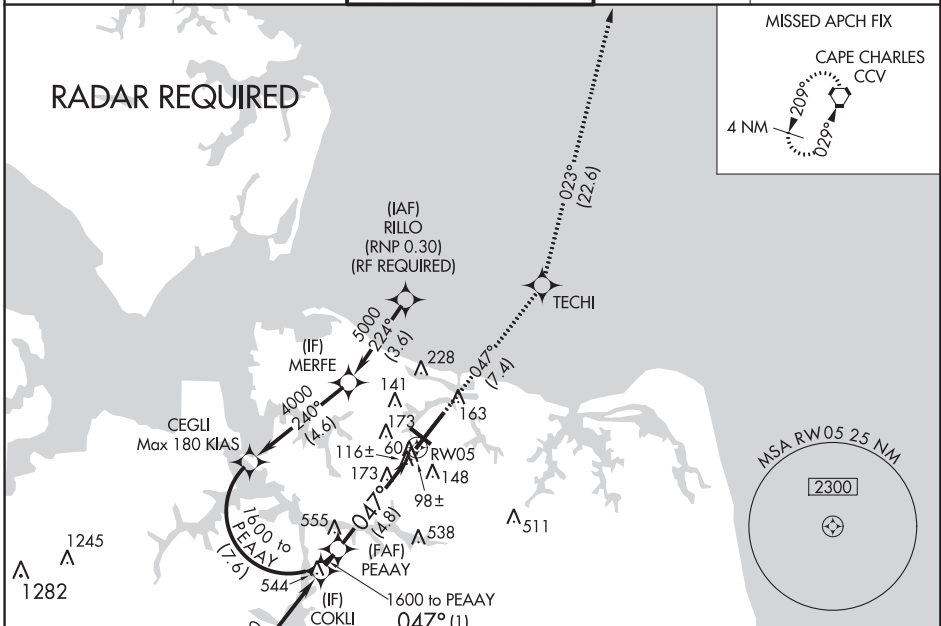 MISSED APCH FIX
CAPE CHARLES
CCV
209°
4 NM
029°
RADAR REQUIRED
023°
(22.6)
(IAF)
RILLO
(RNP 0.30)
(RF REQUIRED)
TECHI
5000
224°
(3.6)
(IF)
MERFE
228
047°
(7.4)
4000
240°
(4.6)
141
163
CEGLI
Max 180 KIAS
173
60
116±
RW05
173
148
98±
MSA RW05 25 NM
2300
1600 to
PEAAY
(7.6)
047°
(4.8)
555
538
511
1245
1282
(FAF)
PEAAY
544
1600 to PEAAY
047° (1)
(IF)
COKLI